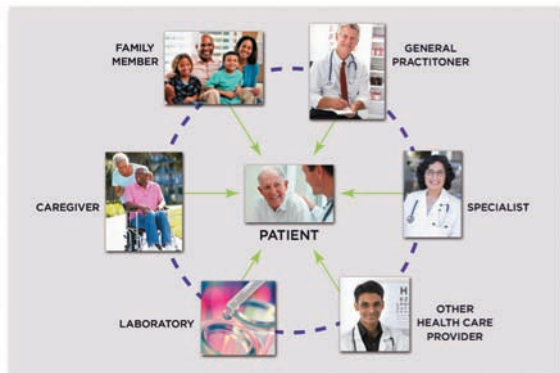 FAMILY
MEMBER
GENERAL
PRACTITONER
CAREGIVER
SPECIALIST
PATIENT
LABORATORY
OTHER
HEALTH CARE
PROVIDER